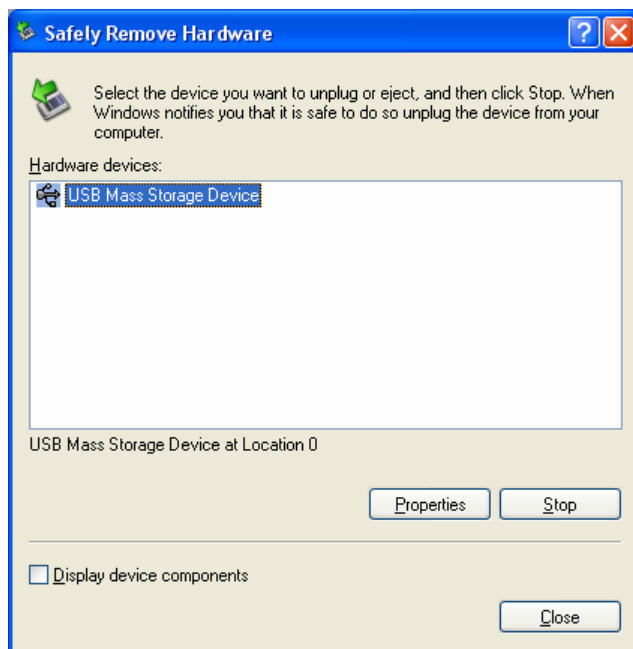 Safely Remove Hardware
Select the device you want to unplug or eject, and then click Stop. When
Windows notifies you that it is safe to do so unplug the device from your
computer.
Hardware devices:
USB Mass Storage Device
USB Mass Storage Device at Location 0
Properties Stop
Display device components
Close